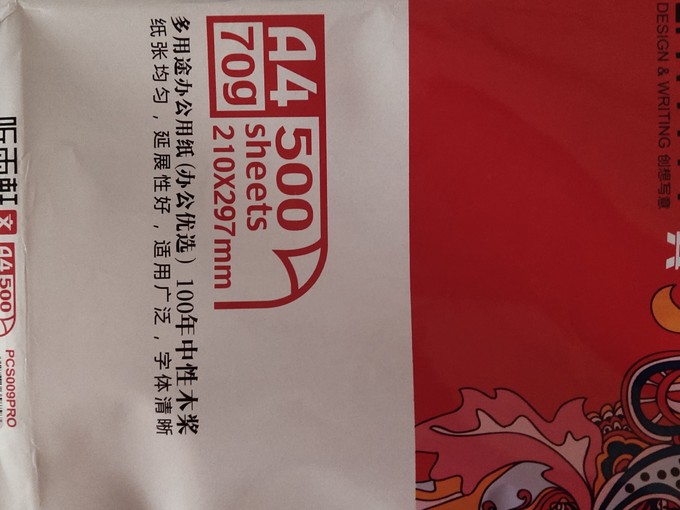 DESIGN & WRITING 创想写意
A4
500
70g
sheets
210X297mm
多用途办公用纸(办公优选) 100年中性木浆
纸张均匀,延展性好,适用广泛,字体清晰
A4
500
PCS009PRO